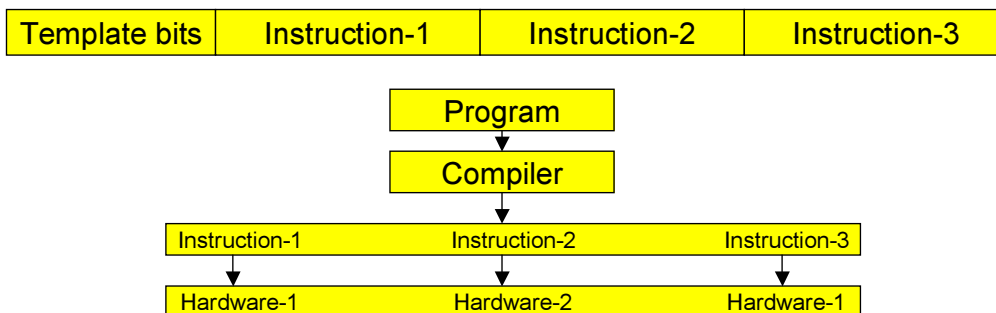 Template bits Instruction-1 Instruction-2 Instruction-3
Program
Compiler
Instruction-1 Instruction-2 Instruction-3
Hardware-1 Hardware-2 Hardware-1